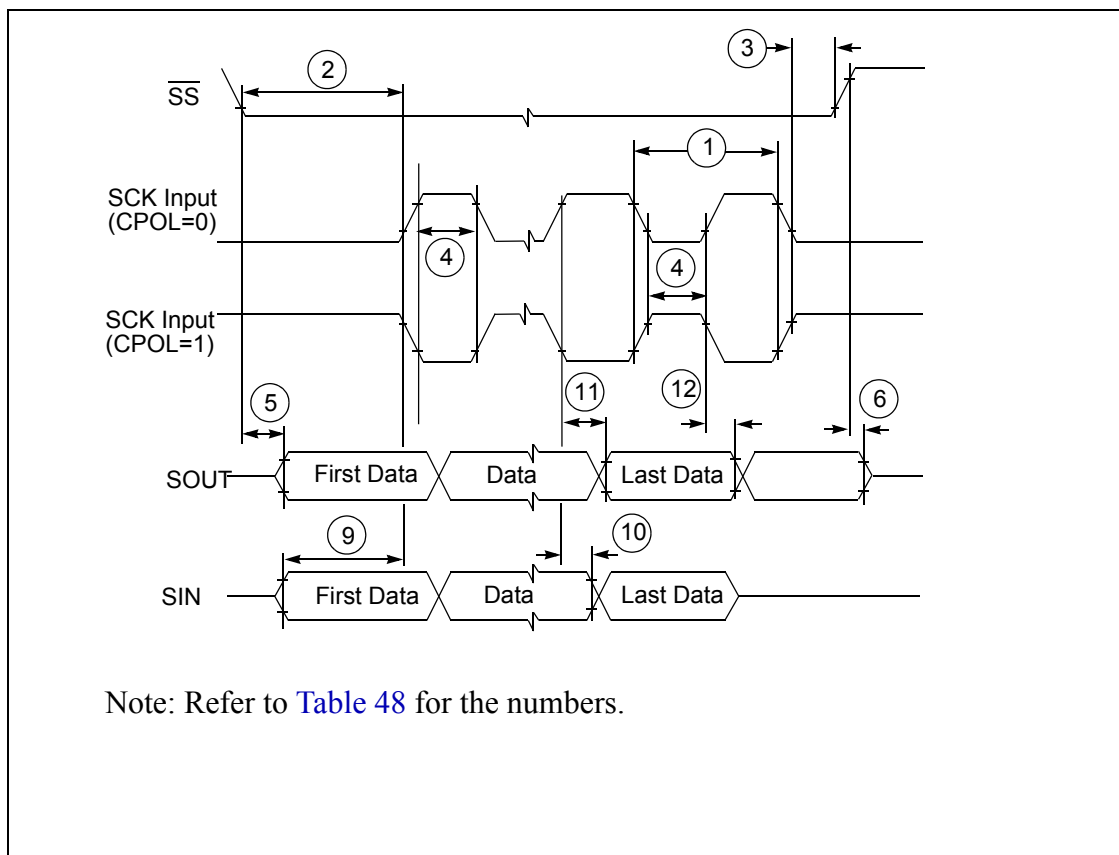 3
2
SS
1
SCK Input
(CPOL=0)
4
4
SCK Input
(CPOL=1)
5
11
12
6
SOUT
First Data
Data
Last Data
9
10
SIN
First Data
Data
Last Data
Note: Refer to Table 48 for the numbers.